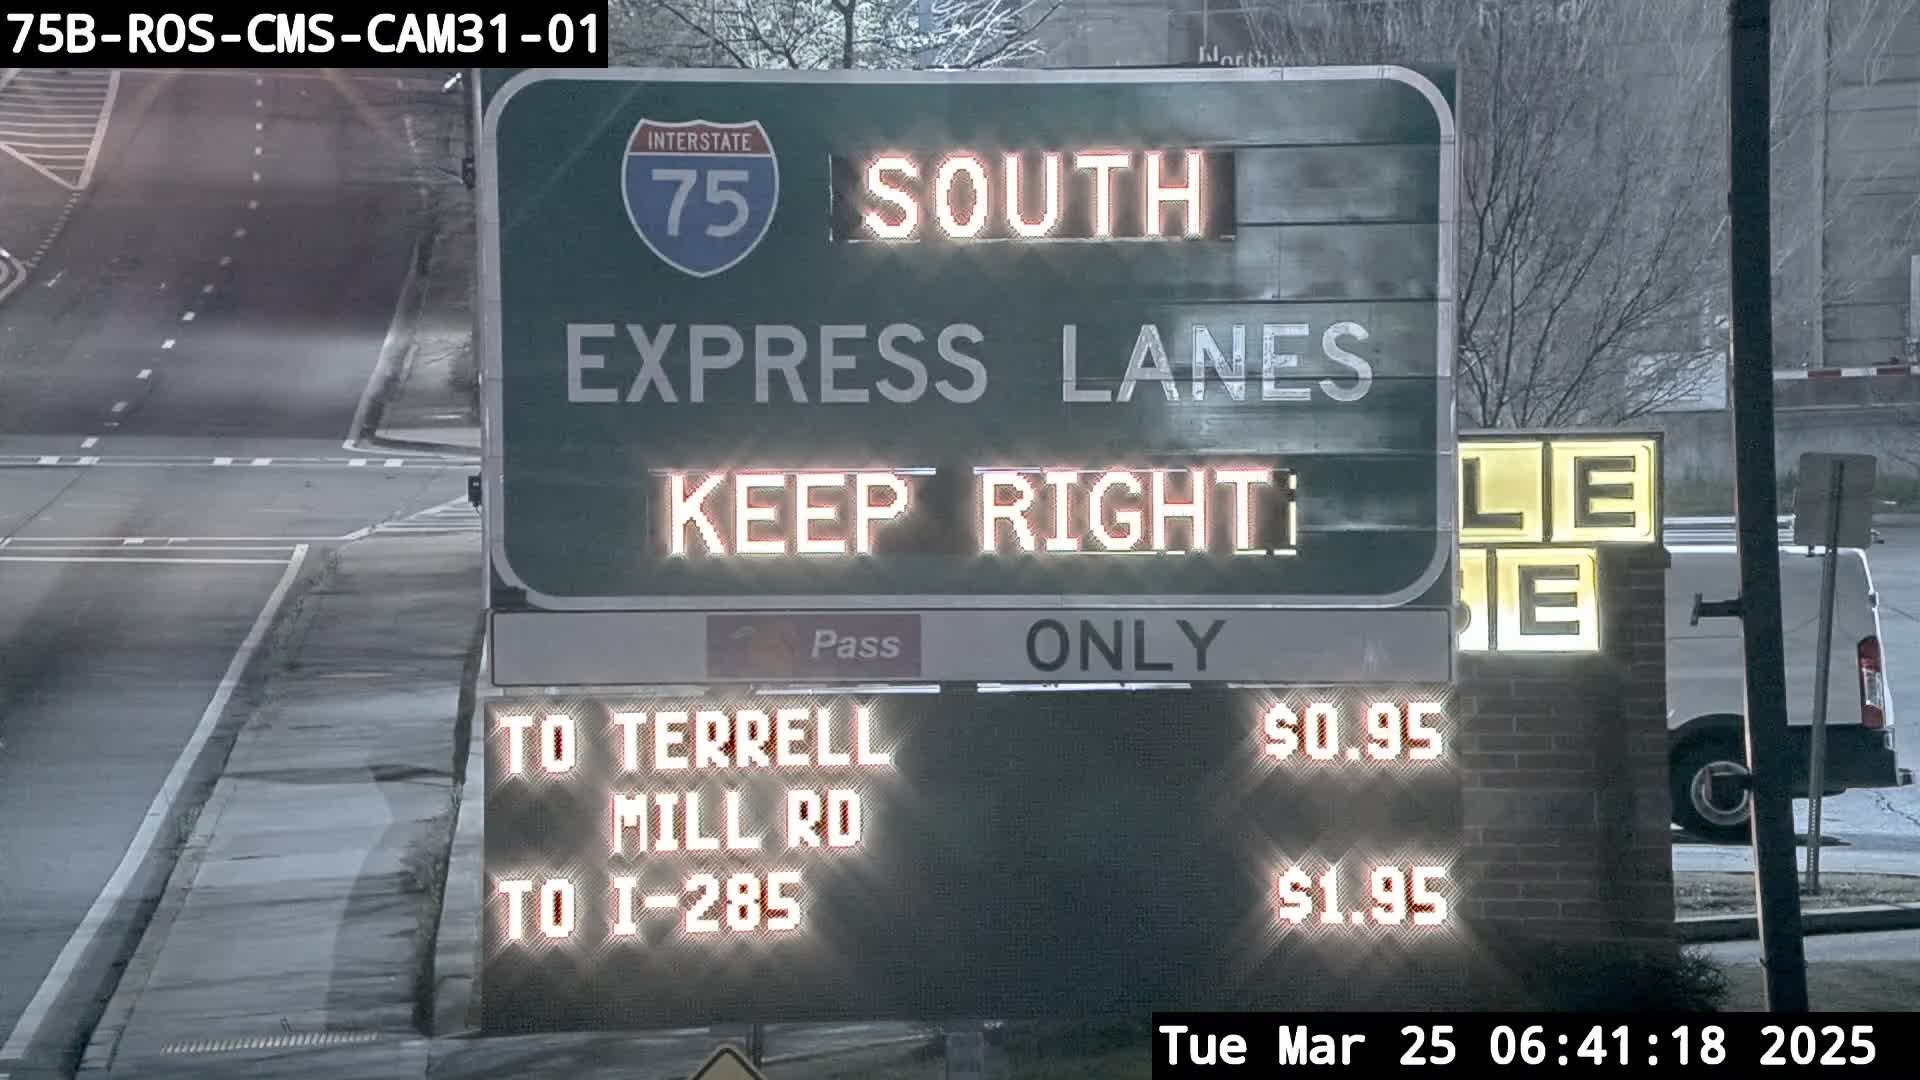 75B-ROS-CMS-CAM31-01
INTERSTATE
75
SOUTH
EXPRESS LANES
KEEP RIGHT
Pass ONLY
TO TERRELL $0.95
MILL RD
TO I-285 $1.95
LE
E
Tue Mar 25 06:41:18 2025